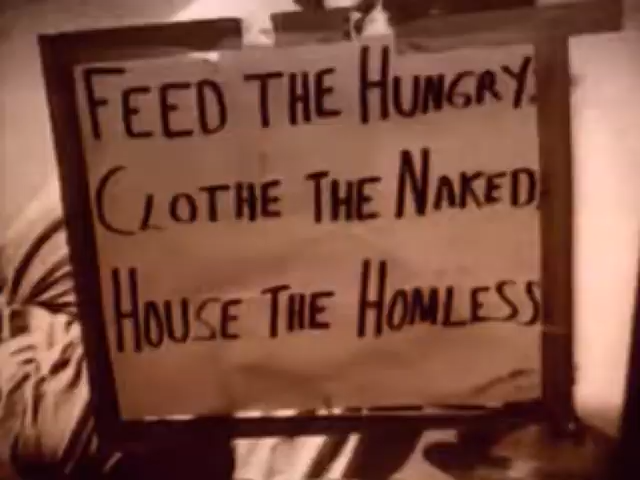 FEED THE HUNGRY.
CLOTHE THE NAKED.
HOUSE THE HOMLESS